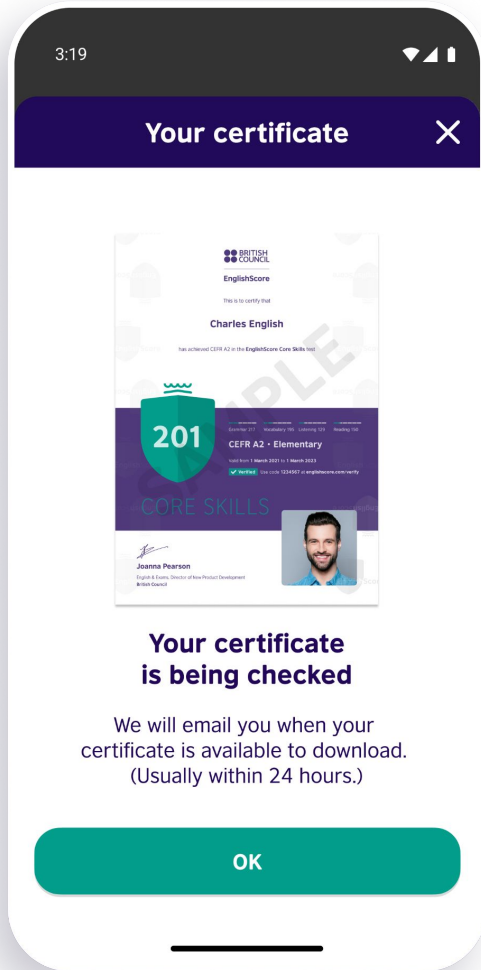 3:19
Your certificate
BRITISH
COUNCIL
EnglishScore
This is to certify that
Charles English
has achieved CEFR A2 in the EnglishScore Core Skills test
SAMPLE
201
Grammar 217 Vocabulary 195 Listening 129 Reading
CEFR A2 • Elementary
Valid from 1 March 2021 to 1 March 2023
Verified Use code 1234567 at englishscore.com/verify
CORE SKILLS
Joanna Pearson
English & Exams, Director of New Product Development
British Council
Your certificate
is being checked
We will email you when your
certificate is available to download.
(Usually within 24 hours.)
OK